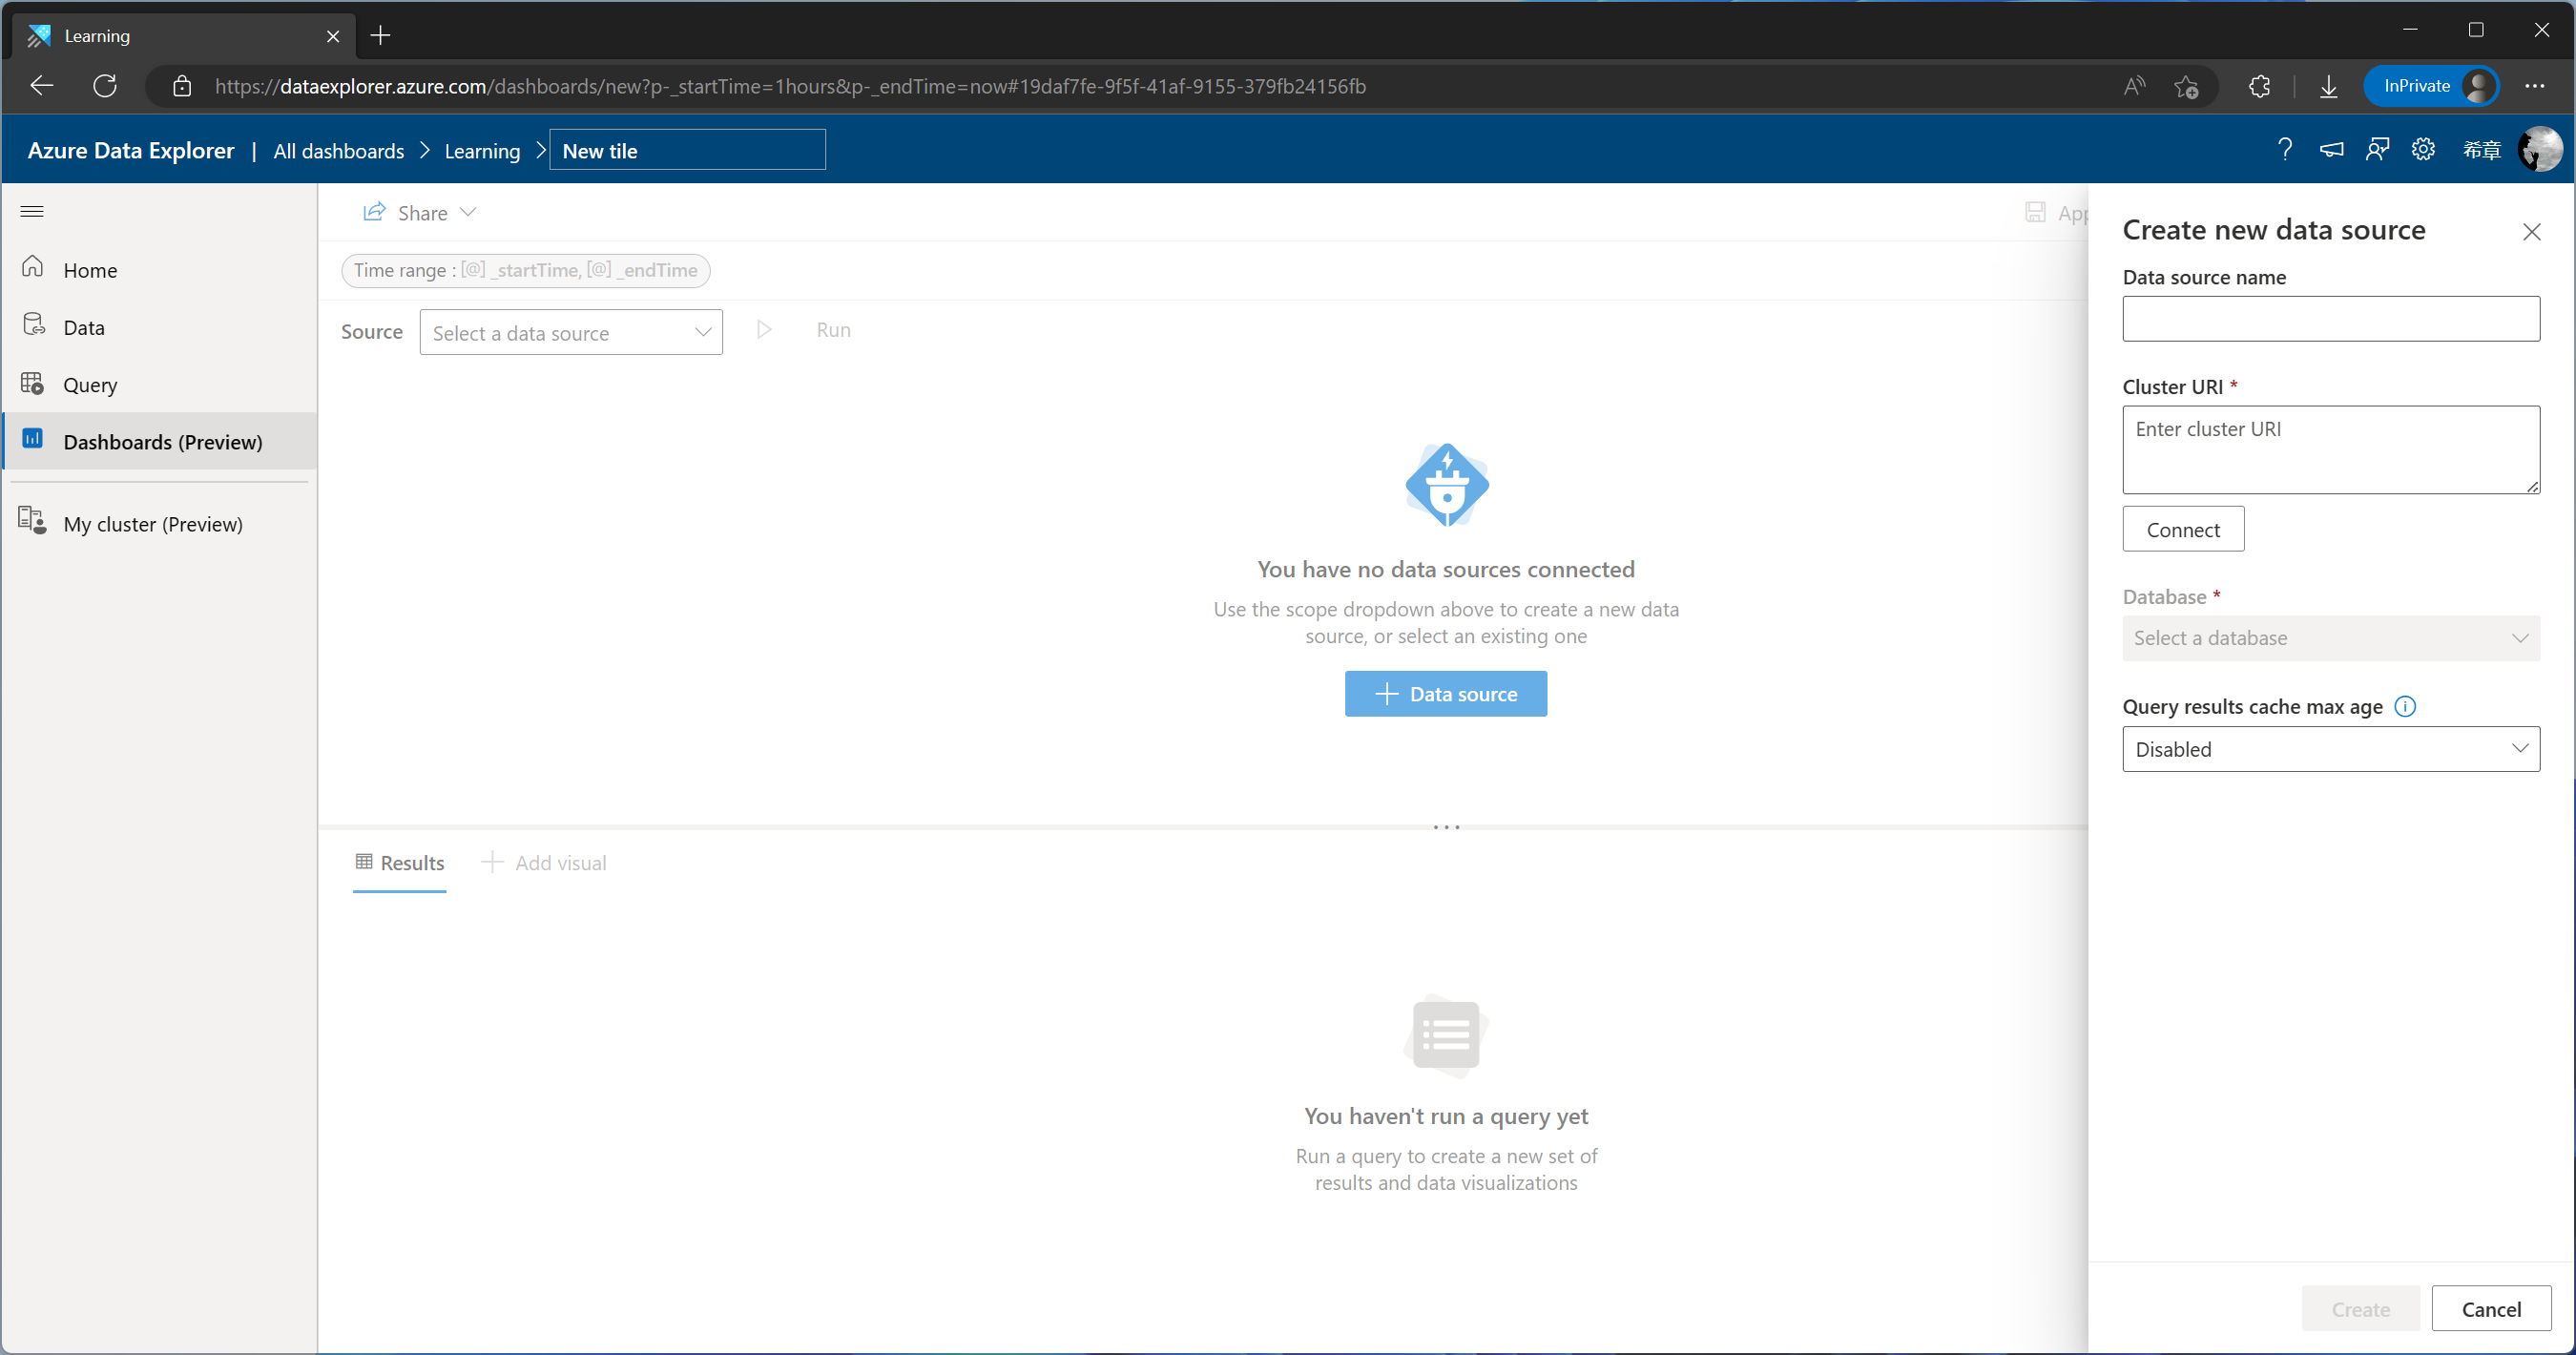 Learning
https://dataexplorer.azure.com/dashboards/new?p-_startTime=1hours&p-_endTime=now#19daf7fe-9f5f-41af-9155-379fb24156fb
InPrivate
Azure Data Explorer | All dashboards > Learning > New tile
希章
Home
Data
Query
Dashboards (Preview)
My cluster (Preview)
Share
App
Time range : [@] _startTime, [@] _endTime
Source Select a data source Run
You have no data sources connected
Use the scope dropdown above to create a new data
source, or select an existing one
+ Data source
Results + Add visual
You haven't run a query yet
Run a query to create a new set of
results and data visualizations
Create new data source
Data source name
Cluster URI *
Enter cluster URI
Connect
Database *
Select a database
Query results cache max age
Disabled
Create Cancel